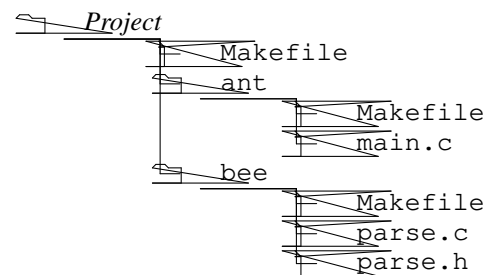 Project
Makefile
ant
Makefile
main.c
bee
Makefile
parse.c
parse.h